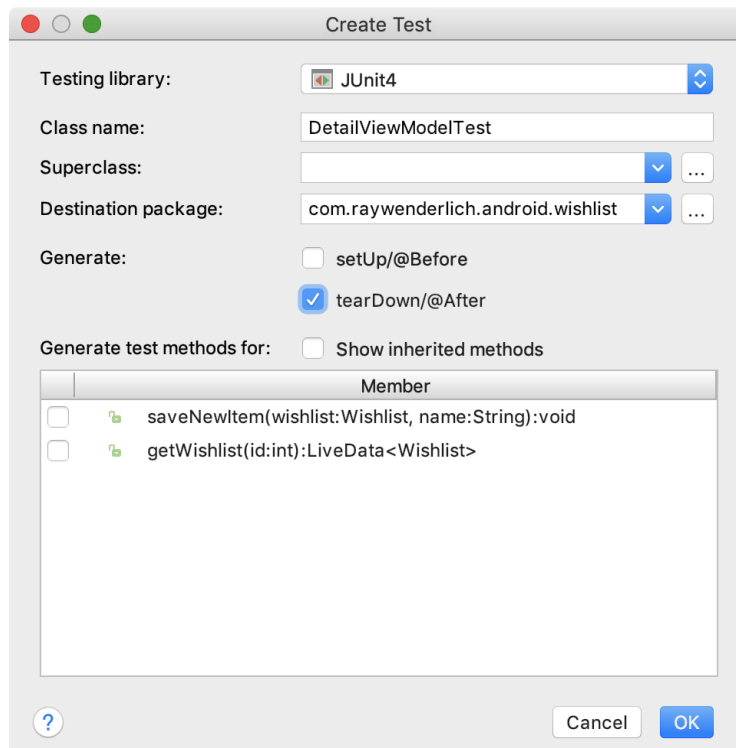 Create Test
Testing library: JUnit4
Class name: DetailViewModelTest
Superclass: ...
Destination package: com.raywenderlich.android.wishlist ...
Generate: setUp/@Before
tearDown/@After
Generate test methods for: Show inherited methods
Member
saveNewItem(wishlist:Wishlist, name:String):void
getWishlist(id:int):LiveData<Wishlist>
? Cancel OK